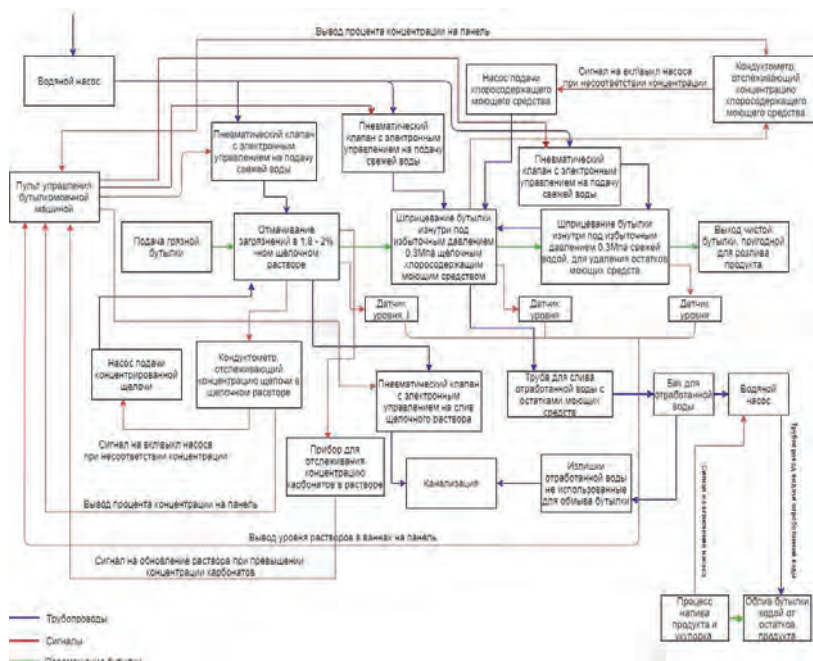 Вывод процента концентрации на панель
Водяной насос
Насос подачи
хлоросодержащего
моющего средства
Сигнал на вкл\выкл насоса
при несоответствии концентрации
Кондуктометр,
отслеживающий
концентрацию
хлоросодержащего
моющего средства
Пневматический клапан
с электронным
управлением на подачу
свежей воды
Пневматический клапан
с электронным
управлением на подачу
свежей воды
Пневматический клапан
с электронным
управлением на подачу
свежей воды
Пульт управления
бутылкомоечной
машиной
Подача грязной
бутылки
Отмачивание
загрязнений в 1,8 - 2%
ном щелочном
растворе
Шприцевание бутылки
изнутри под
избыточным давлением
0,3Мпа щелочным
хлоросодержащим
моющим средством
Шприцевание бутылки
изнутри под избыточным
давлением 0,3Мпа свежей
водой, для удаления остатков
моющих средств.
Выход чистой
бутылки, пригодной
для розлива
продукта
Датчик
уровня,
Датчик
уровня
Датчик
уровня
Насос подачи
концентрированной
щелочи
Кондуктометр,
отслеживающий
концентрацию щелочи в
щелочном растворе
Пневматический клапан
с электронным
управлением на слив
щелочного раствора
Труба для слива
отработанной воды с
остатками моющих
средств
Бак для
отработанной
воды
Водяной
насос
Сигнал на вкл\выкл насоса
при несоответствии концентрации
Прибор для
отслеживания
концентрацию
карбонатов в растворе
Канализация
Излишки
отработанной воды
не использованные
для обмыва бутылки
Вывод процента концентрации на панель
Вывод уровня растворов в ваннах на панель
Сигнал на обновление раствора при превышении
концентрации карбонатов
Процесс
налива
продукта и
укупорка
Облив бутылки
водой от
остатков
продукта
Трубопроводы
Сигналы